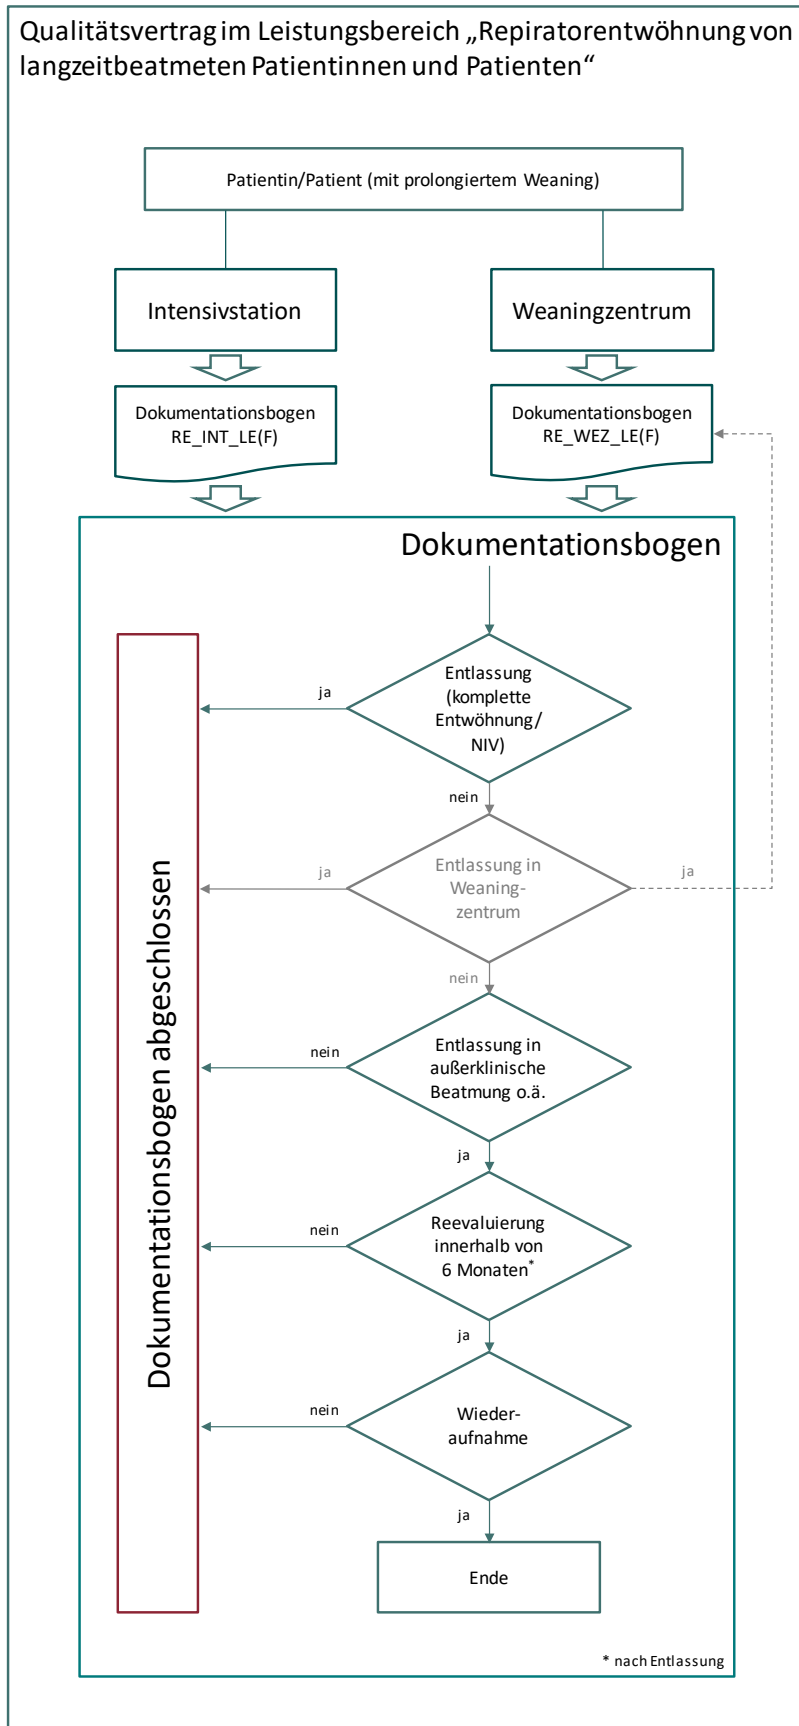 Qualitätsvertrag im Leistungsbereich „Repiratorentwöhnung von
langzeitbeatmeten Patientinnen und Patienten“
Patientin/Patient (mit prolongiertem Weaning)
Intensivstation
Weaningzentrum
Dokumentationsbogen
RE_INT_LE(F)
Dokumentationsbogen
RE_WEZ_LE(F)
Dokumentationsbogen
Dokumentationsbogen abgeschlossen
Entlassung
(komplette
Entwöhnung/
NIV)
ja
nein
Entlassung in
Weaning-
zentrum
ja
ja
nein
Entlassung in
außerklinische
Beatmung o.ä.
nein
ja
Reevaluierung
innerhalb von
6 Monaten*
nein
ja
Wieder-
aufnahme
nein
ja
Ende
* nach Entlassung